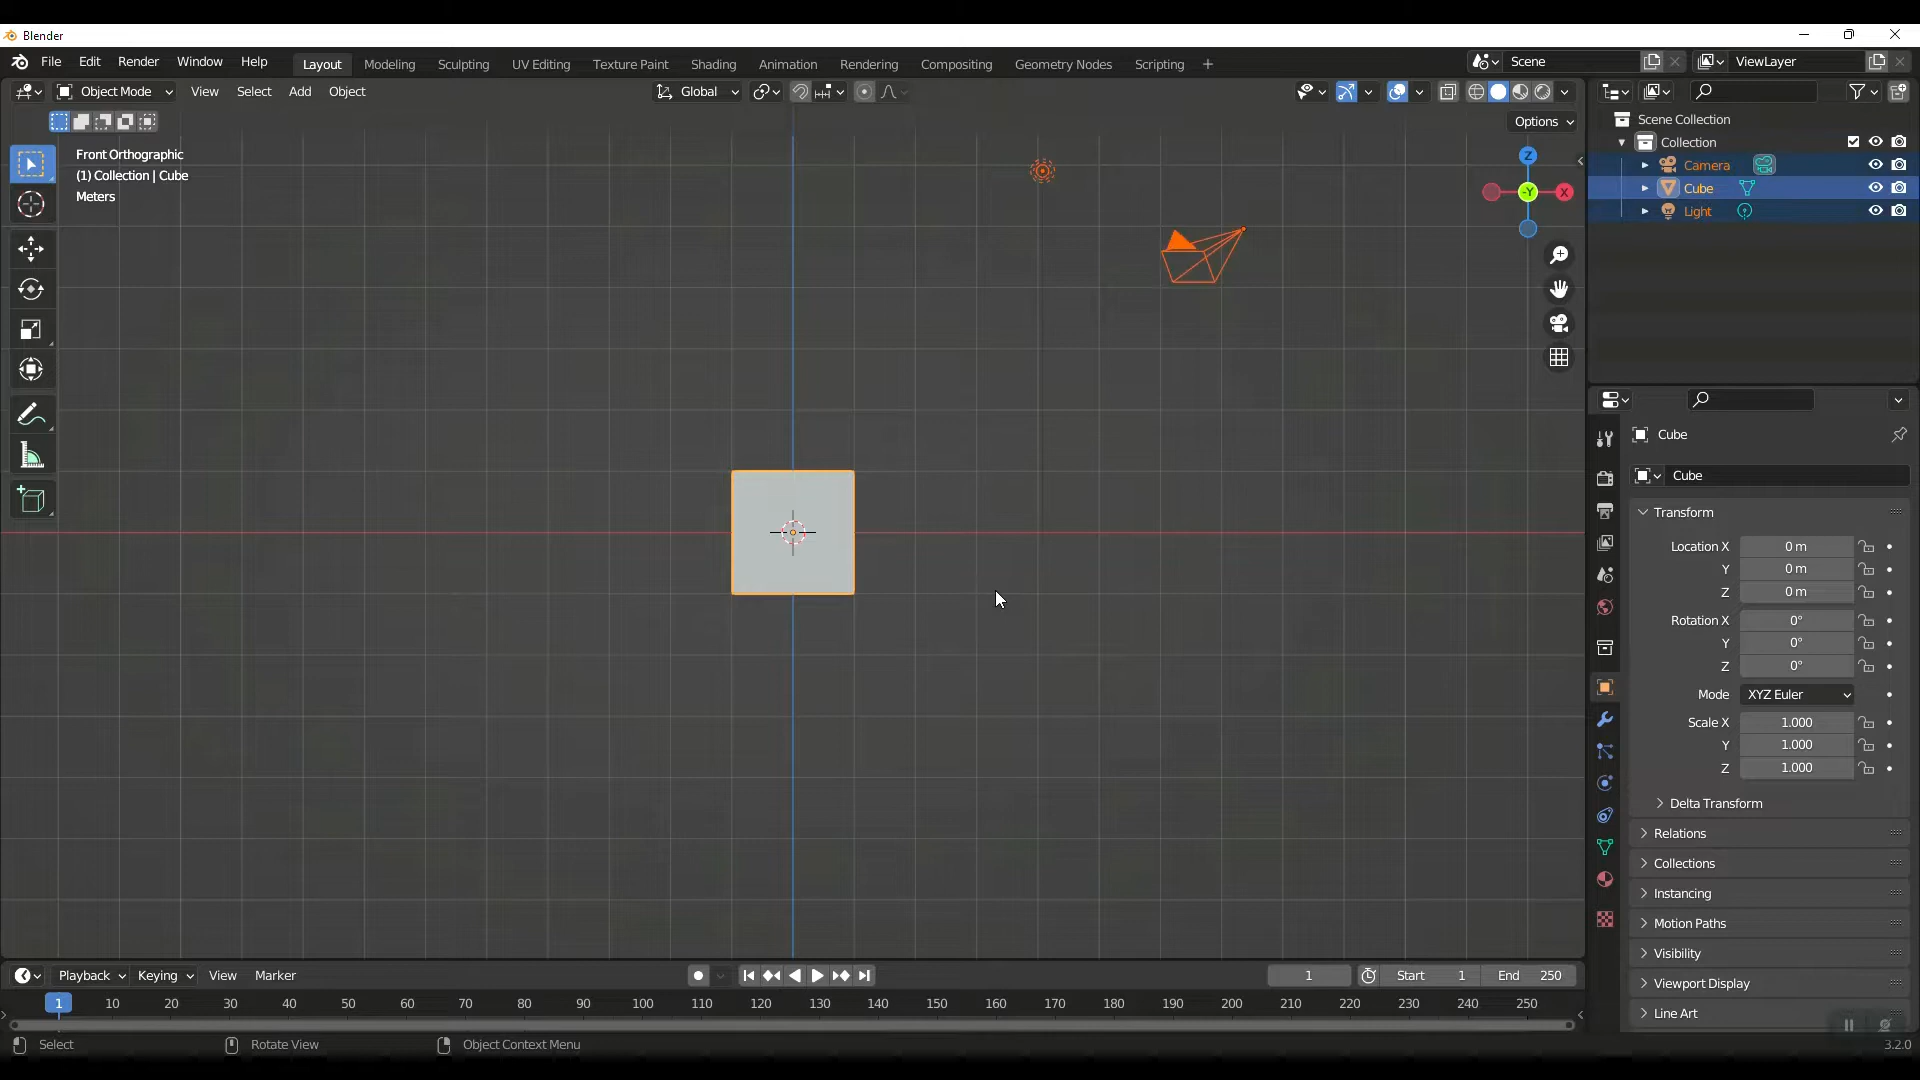 Blender
File Edit Render Window Help Layout Modeling Sculpting UV Editing Texture Paint Shading Animation Rendering Compositing Geometry Nodes Scripting + Scene ViewLayer
Object Mode View Select Add Object Global
Options
Front Orthographic
(1) Collection | Cube
Meters
Z
-Y
X
Scene Collection
Collection
Camera
Cube
Light
Cube
Cube
Transform
Location X 0 m
Y 0 m
Z 0 m
Rotation X 0°
Y 0°
Z 0°
Mode XYZ Euler
Scale X 1.000
Y 1.000
Z 1.000
Delta Transform
Relations
Collections
Instancing
Motion Paths
Visibility
Viewport Display
Line Art
Playback Keying View Marker 1 Start 1 End 250
1 10 20 30 40 50 60 70 80 90 100 110 120 130 140 150 160 170 180 190 200 210 220 230 240 250
Select Rotate View Object Context Menu 3.2.0